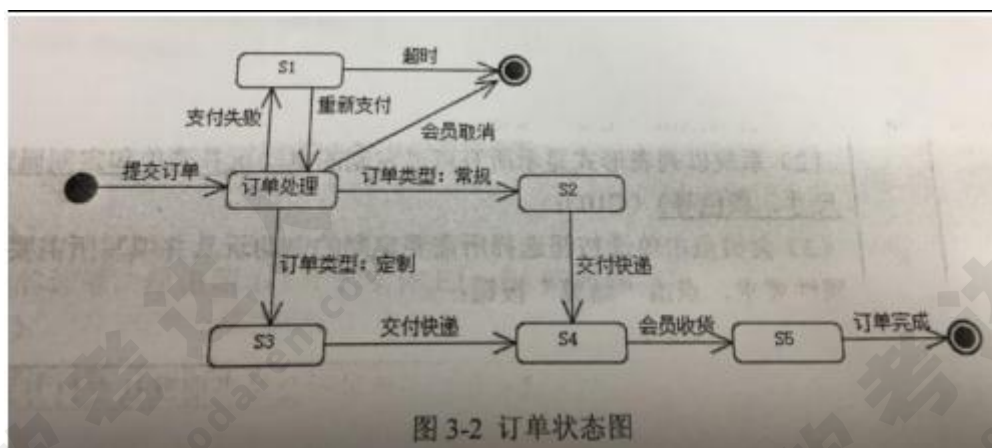 S1
超时
支付失败
重新支付
会员取消
提交订单
订单处理
订单类型：常规
S2
订单类型：定制
交付快递
S3
交付快递
S4
会员收货
S5
订单完成
图 3-2 订单状态图